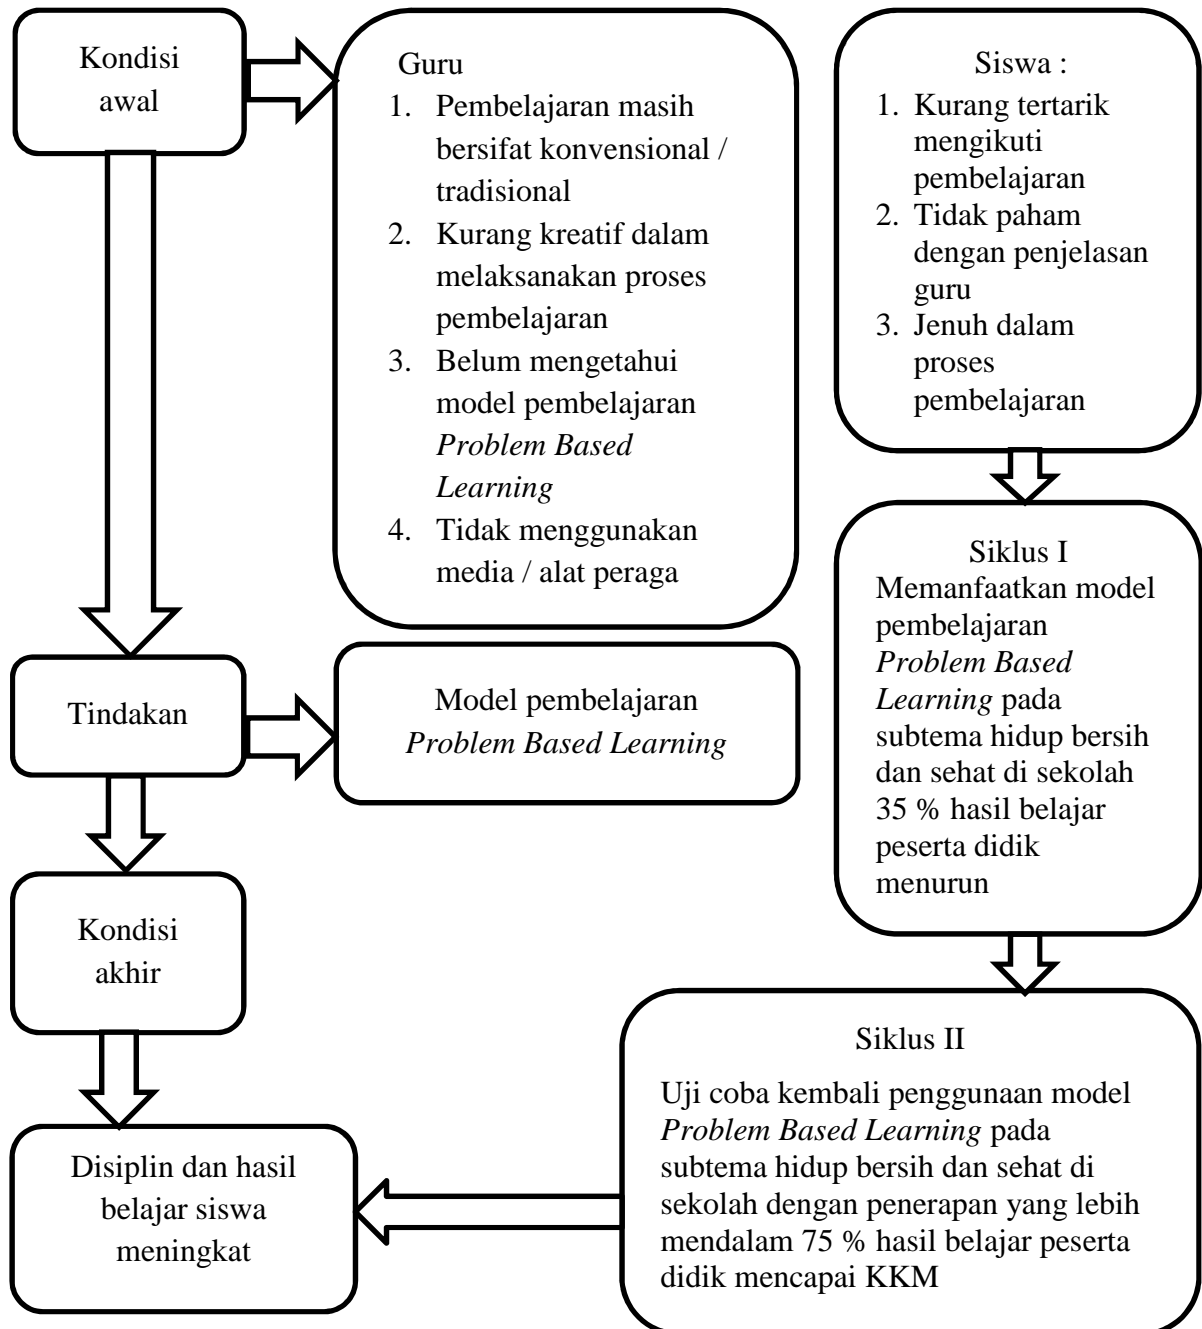 Kondisi
awal
Guru
1. Pembelajaran masih
bersifat konvensional /
tradisional
2. Kurang kreatif dalam
melaksanakan proses
pembelajaran
3. Belum mengetahui
model pembelajaran
Problem Based
Learning
4. Tidak menggunakan
media / alat peraga
Siswa :
1. Kurang tertarik
mengikuti
pembelajaran
2. Tidak paham
dengan penjelasan
guru
3. Jenuh dalam
proses
pembelajaran
Tindakan
Model pembelajaran
Problem Based Learning
Siklus I
Memanfaatkan model
pembelajaran
Problem Based
Learning pada
subtema hidup bersih
dan sehat di sekolah
35 % hasil belajar
peserta didik
menurun
Kondisi
akhir
Siklus II
Uji coba kembali penggunaan model
Problem Based Learning pada
subtema hidup bersih dan sehat di
sekolah dengan penerapan yang lebih
mendalam 75 % hasil belajar peserta
didik mencapai KKM
Disiplin dan hasil
belajar siswa
meningkat